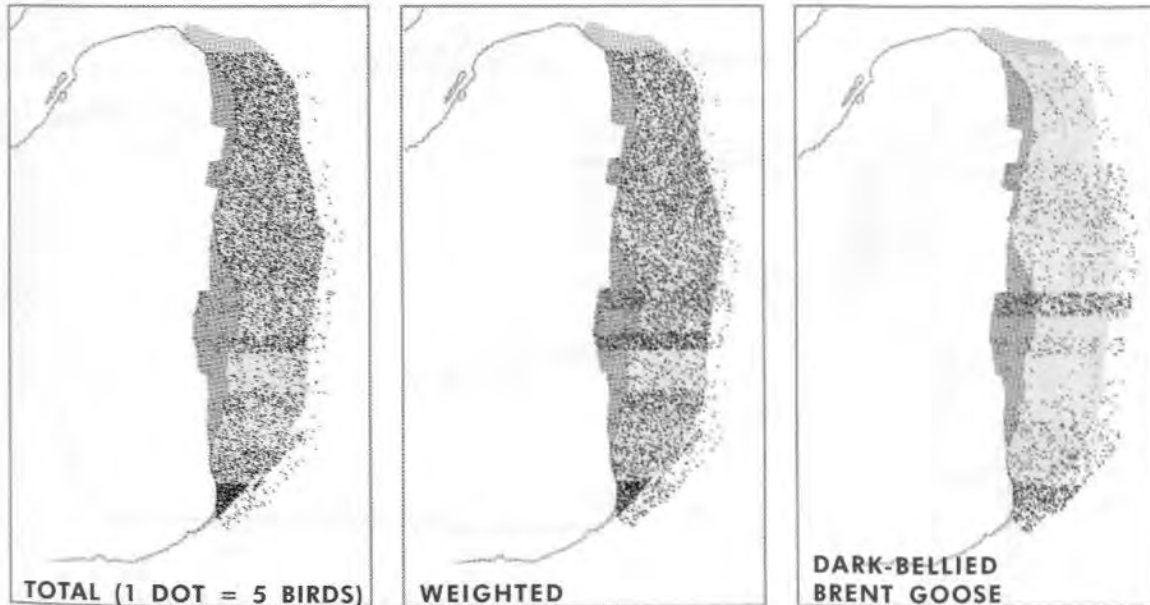 TOTAL (1 DOT = 5 BIRDS)
WEIGHTED
DARK-BELLIED
BRENT GOOSE